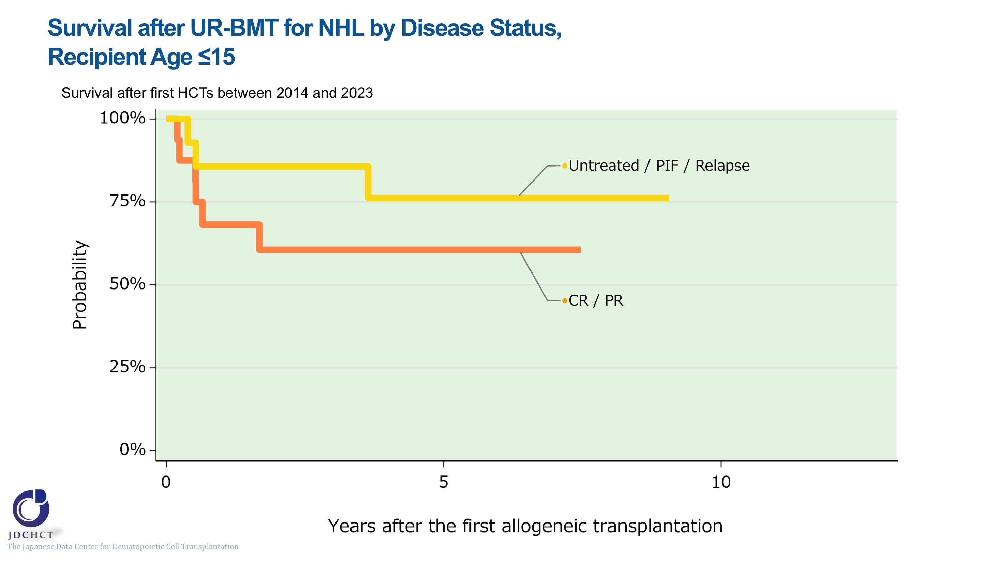 Survival after UR-BMT for NHL by Disease Status,
Recipient Age ≤15
Survival after first HCTs between 2014 and 2023
100%
75%
50%
25%
0%
Probability
Untreated / PIF / Relapse
CR / PR
0
5
10
Years after the first allogeneic transplantation
JDCHCT
The Japanese Data Center for Hematopoietic Cell Transplantation